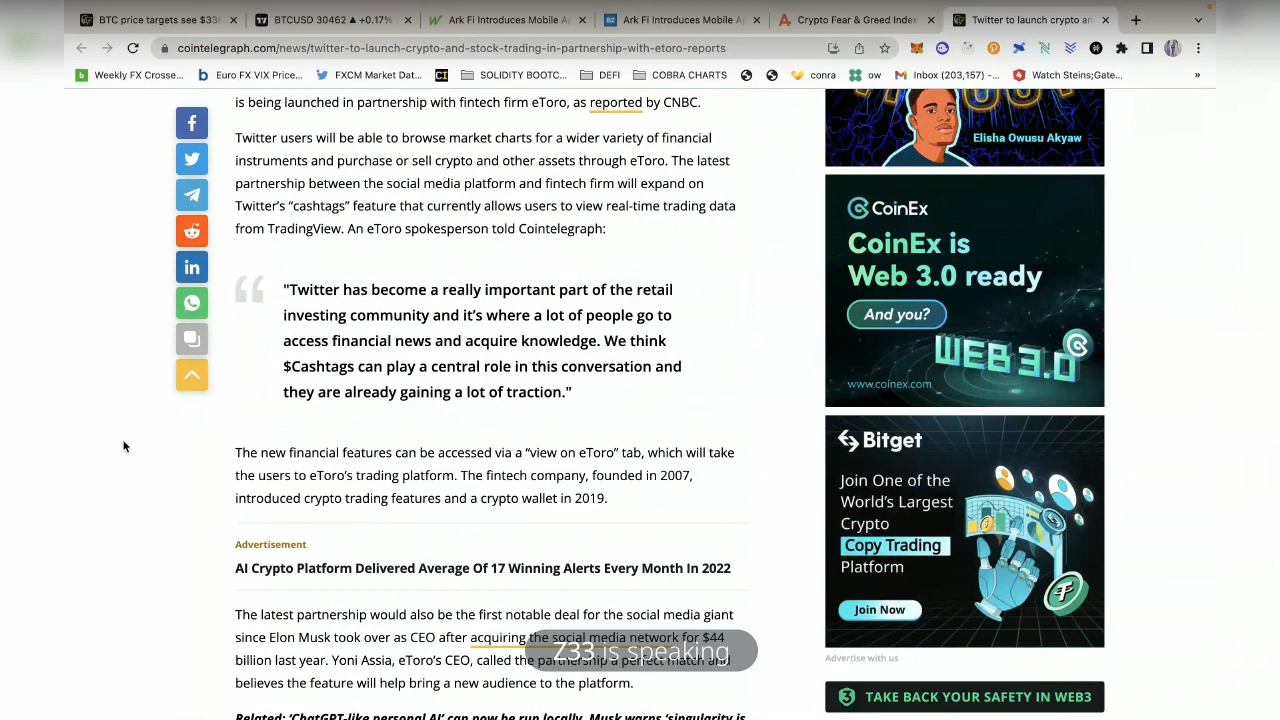 BTC price targets see $33K
BTCUSD 30462 ▲ +0.17%
Ark Fi Introduces Mobile Ap
Ark Fi Introduces Mobile Ap
Crypto Fear & Greed Index
Twitter to launch crypto an
cointelegraph.com/news/twitter-to-launch-crypto-and-stock-trading-in-partnership-with-etoro-reports
Weekly FX Crosse...
Euro FX VIX Price...
FXCM Market Dat...
SOLIDITY BOOTC...
DEFI
COBRA CHARTS
conra
ow
Inbox (203,157) -...
Watch Steins;Gate...
is being launched in partnership with fintech firm eToro, as reported by CNBC.
Twitter users will be able to browse market charts for a wider variety of financial
instruments and purchase or sell crypto and other assets through eToro. The latest
partnership between the social media platform and fintech firm will expand on
Twitter's “cashtags” feature that currently allows users to view real-time trading data
from TradingView. An eToro spokesperson told Cointelegraph:
"Twitter has become a really important part of the retail
investing community and it’s where a lot of people go to
access financial news and acquire knowledge. We think
$Cashtags can play a central role in this conversation and
they are already gaining a lot of traction."
The new financial features can be accessed via a “view on eToro” tab, which will take
the users to eToro’s trading platform. The fintech company, founded in 2007,
introduced crypto trading features and a crypto wallet in 2019.
Advertisement
AI Crypto Platform Delivered Average Of 17 Winning Alerts Every Month In 2022
The latest partnership would also be the first notable deal for the social media giant
since Elon Musk took over as CEO after acquiring the social media network for $44
billion last year. Yoni Assia, eToro’s CEO, called the partnership a perfect match and
believes the feature will help bring a new audience to the platform.
Related: ‘ChatGPT-like personal AI’ can now be run locally, Musk warns ‘singularity is
Z33 is speaking
Elisha Owusu Akyaw
CoinEx
CoinEx is
Web 3.0 ready
And you?
WEB 3.0
www.coinex.com
Bitget
Join One of the
World's Largest
Crypto
Copy Trading
Platform
Join Now
Advertise with us
TAKE BACK YOUR SAFETY IN WEB3